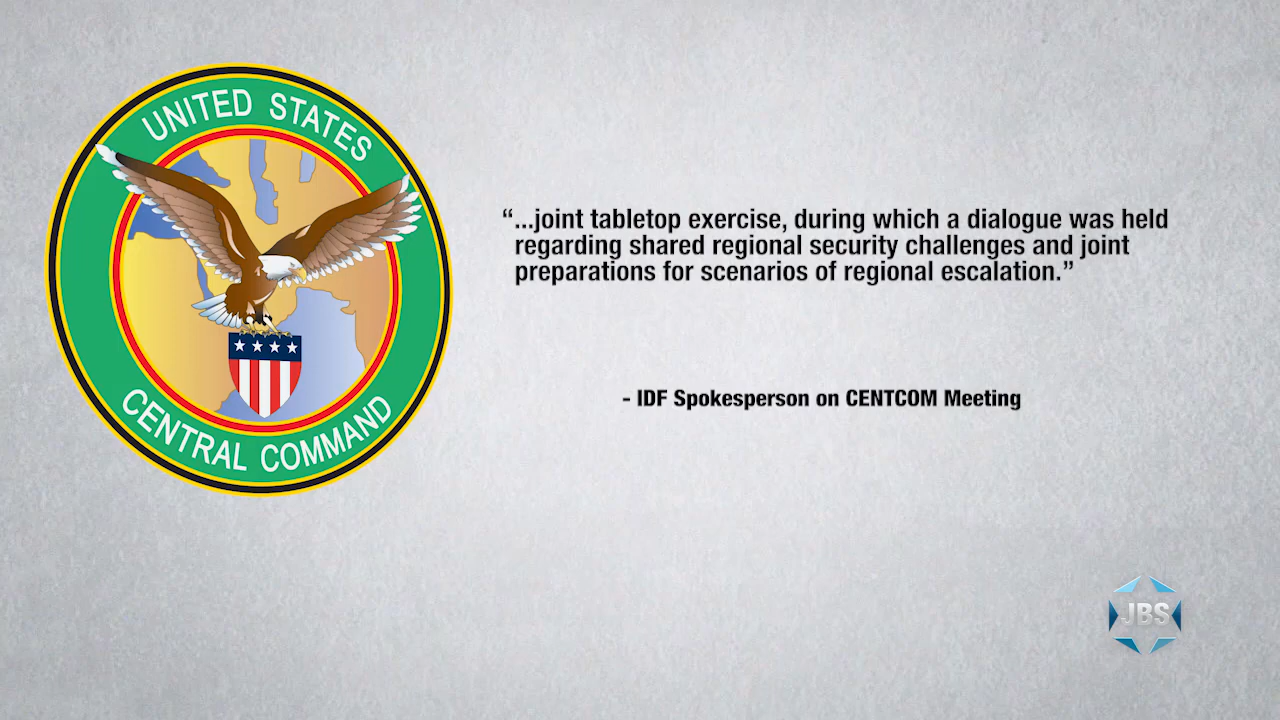 UNITED STATES
CENTRAL COMMAND
“...joint tabletop exercise, during which a dialogue was held
regarding shared regional security challenges and joint
preparations for scenarios of regional escalation.”
- IDF Spokesperson on CENTCOM Meeting
JBS